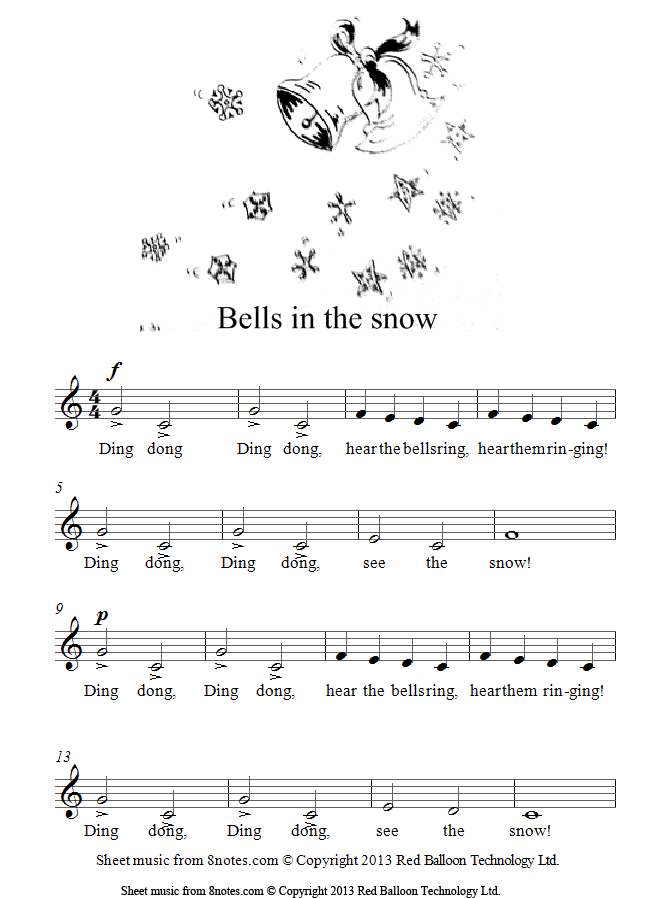 Bells in the snow
f
4
4
Ding dong Ding dong, hear the bells ring, hear them rin-ging!
5
Ding dong, Ding dong, see the snow!
9
p
Ding dong, Ding dong, hear the bells ring, hear them rin-ging!
13
Ding dong, Ding dong, see the snow!
Sheet music from 8notes.com © Copyright 2013 Red Balloon Technology Ltd.
Sheet music from 8notes.com © Copyright 2013 Red Balloon Technology Ltd.